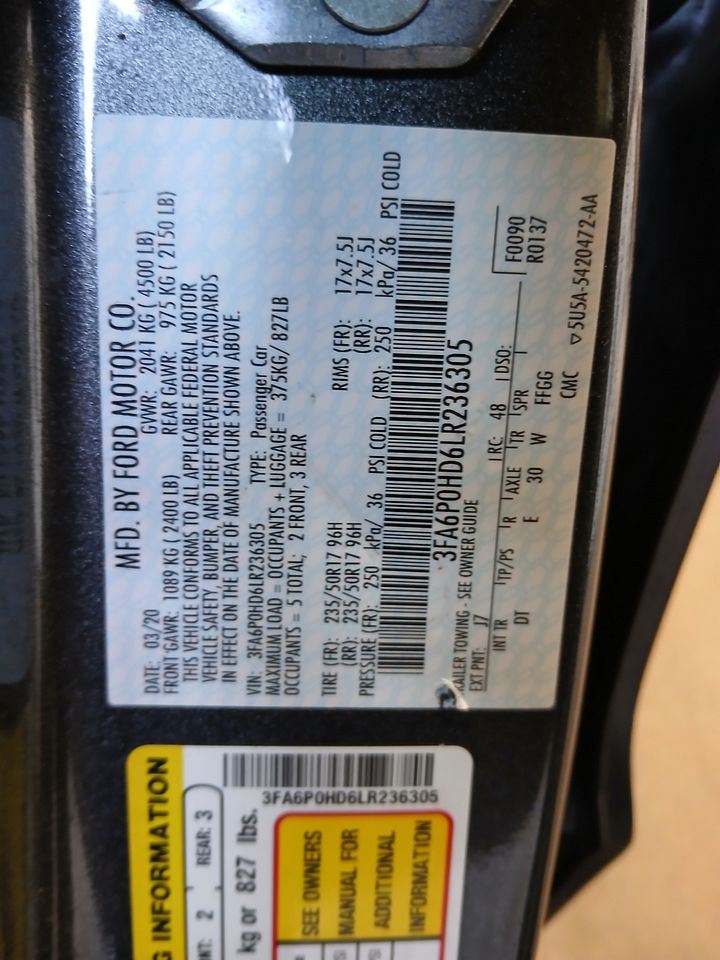 MFD. BY FORD MOTOR CO.
DATE: 03/20 GVWR: 2041 KG ( 4500 LB)
FRONT GAWR: 1089 KG ( 2400 LB) REAR GAWR: 975 KG ( 2150 LB)
THIS VEHICLE CONFORMS TO ALL APPLICABLE FEDERAL MOTOR
VEHICLE SAFETY, BUMPER, AND THEFT PREVENTION STANDARDS
IN EFFECT ON THE DATE OF MANUFACTURE SHOWN ABOVE.
VIN: 3FA6P0HD6LR236305 TYPE: Passenger Car
MAXIMUM LOAD = OCCUPANTS + LUGGAGE = 375KG/ 827LB
OCCUPANTS = 5 TOTAL; 2 FRONT, 3 REAR
TIRE (FR): 235/50R17 96H RIMS (FR): 17x7.5J
(RR): 235/50R17 96H (RR): 17x7.5J
PRESSURE (FR): 250 kPa/ 36 PSI COLD (RR): 250 kPa/ 36 PSI COLD
3FA6P0HD6LR236305
RAILER TOWING - SEE OWNER GUIDE
EXT PNT: J7 RC: 48 DSO: F0090
R0137
INT TR TP/PS R AXLE TR SPR
DT E 30 W FFGG
CMC
5U5A-5420472-AA
G INFORMATION
NT: 2 REAR: 3
kg or 827 lbs.
3FA6P0HD6LR236305
SEE OWNERS
MANUAL FOR
ADDITIONAL
INFORMATION